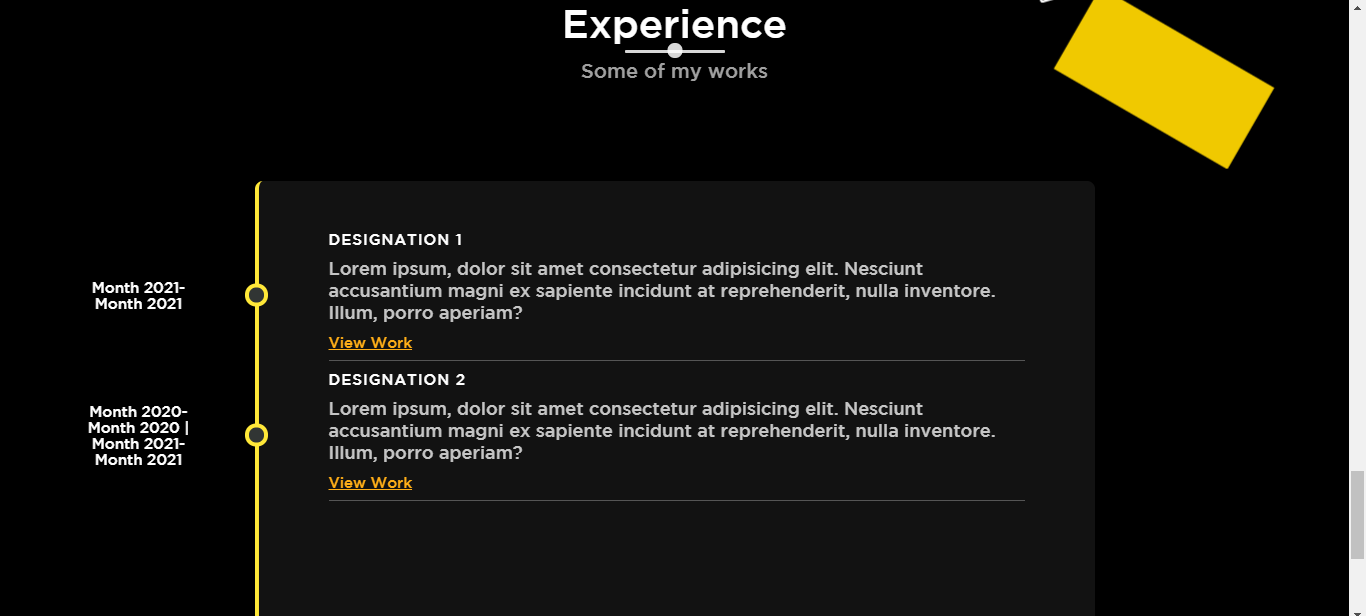 Experience
Some of my works
DESIGNATION 1
Lorem ipsum, dolor sit amet consectetur adipisicing elit. Nesciunt
accusantium magni ex sapiente incidunt at reprehenderit, nulla inventore.
Illum, porro aperiam?
View Work
Month 2021-
Month 2021
DESIGNATION 2
Lorem ipsum, dolor sit amet consectetur adipisicing elit. Nesciunt
accusantium magni ex sapiente incidunt at reprehenderit, nulla inventore.
Illum, porro aperiam?
View Work
Month 2020-
Month 2020 |
Month 2021-
Month 2021